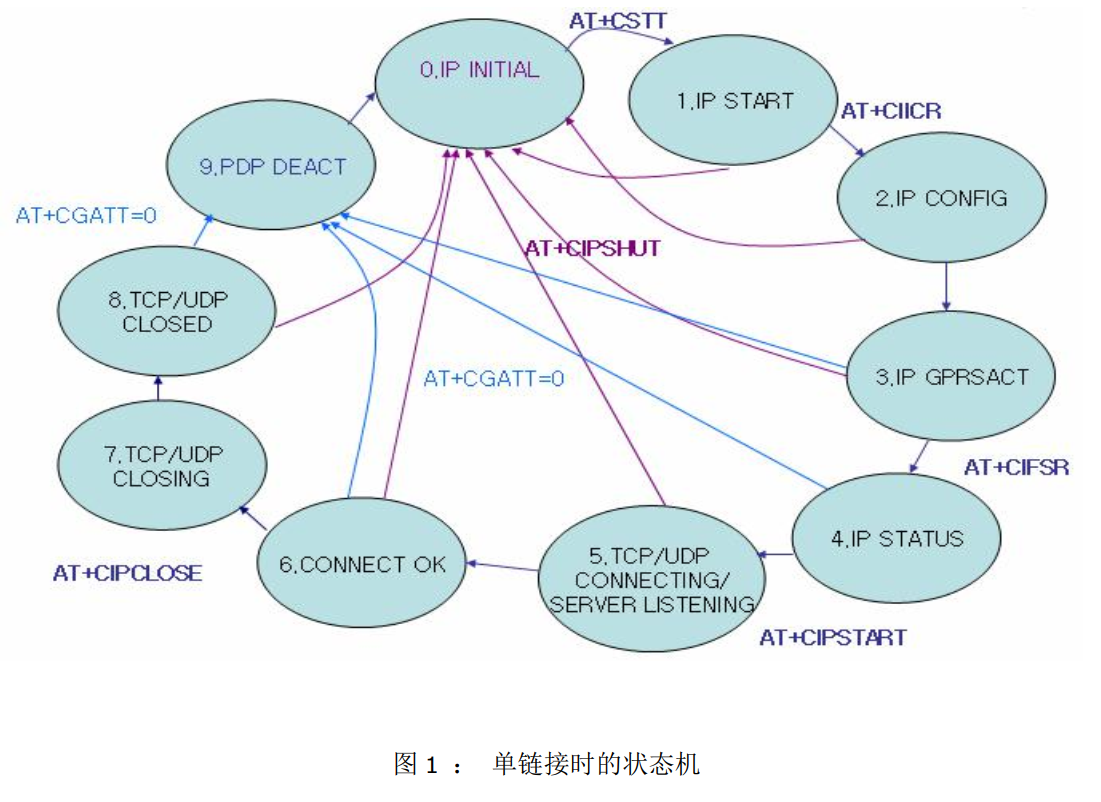 AT+CSTT
0,IP INITIAL
1,IP START
AT+CIICR
9,PDP DEACT
2,IP CONFIG
AT+CGATT=0
AT+CIPSHUT
8,TCP/UDP
CLOSED
3,IP GPRSACT
AT+CGATT=0
7,TCP/UDP
CLOSING
AT+CIFSR
4,IP STATUS
6,CONNECT OK
5,TCP/UDP
CONNECTING/
SERVER LISTENING
AT+CIPCLOSE
AT+CIPSTART
图 1 : 单链接时的状态机